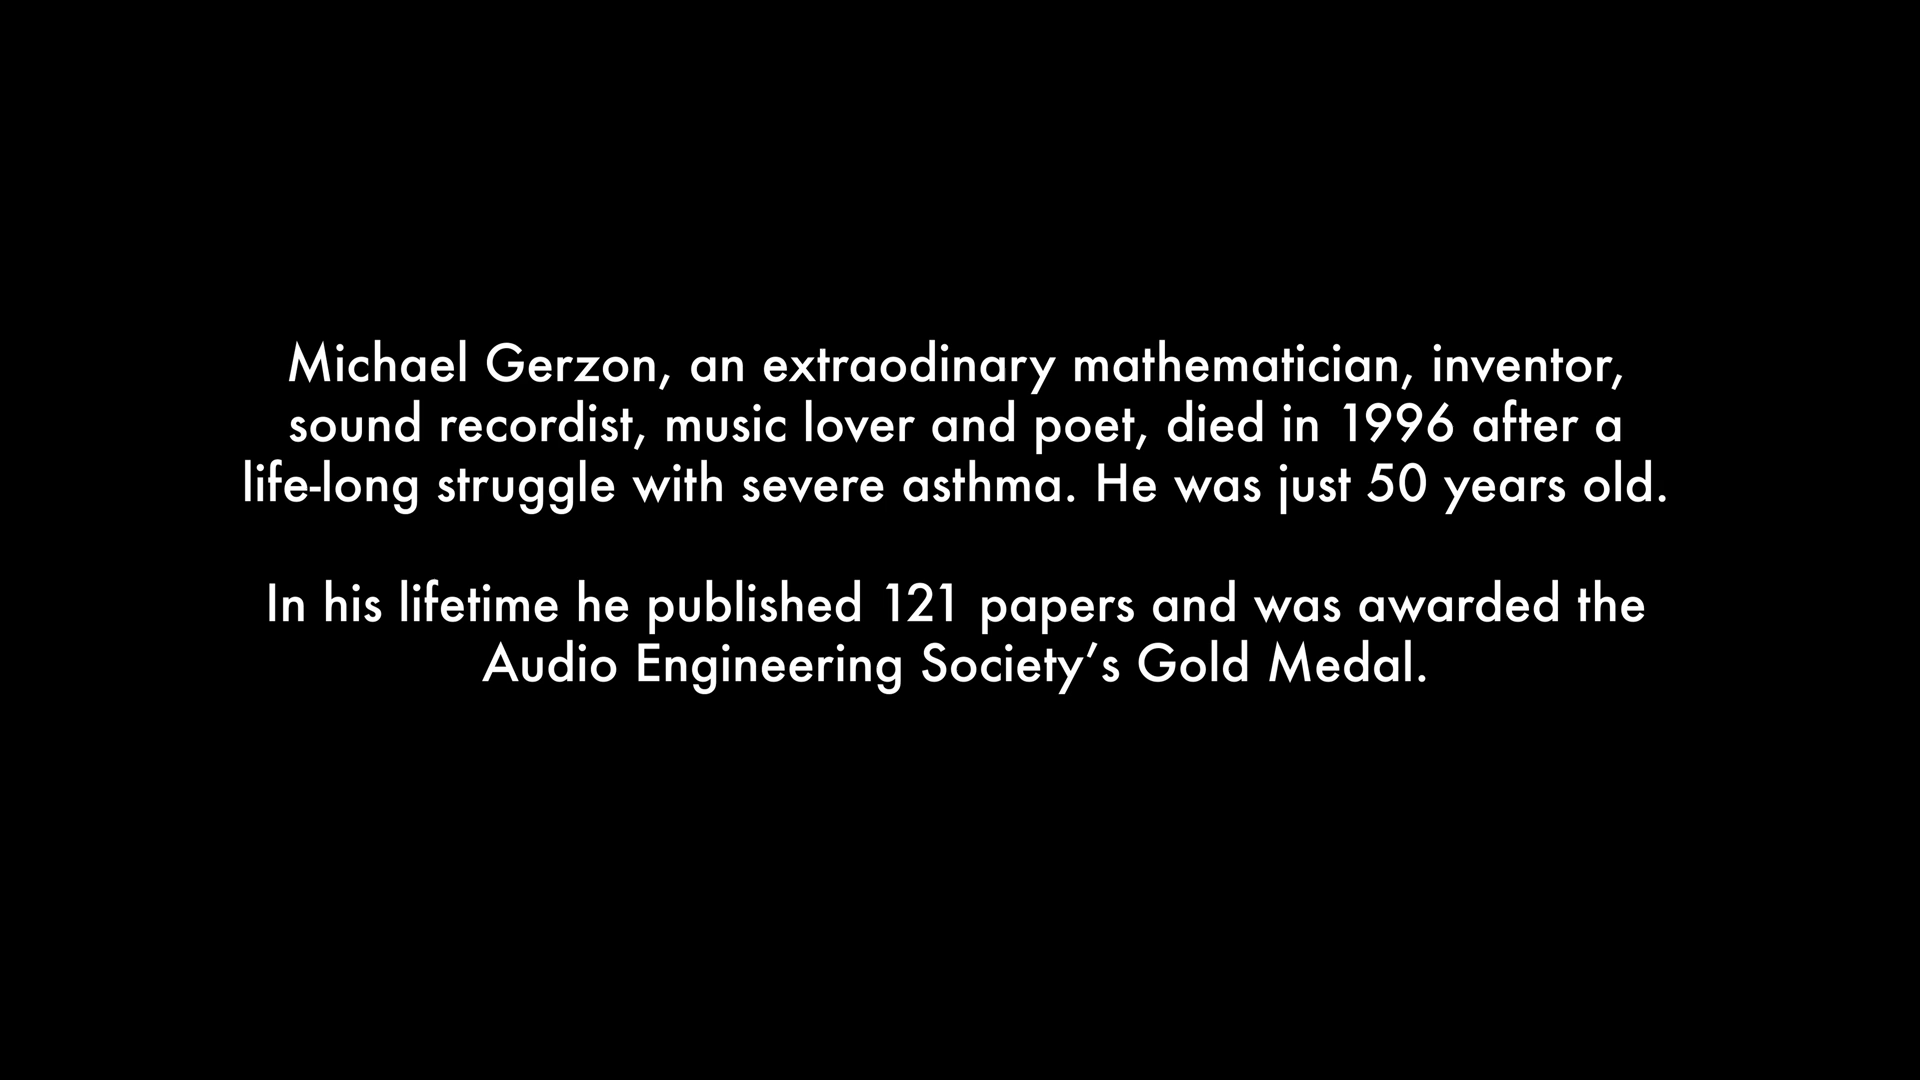 Michael Gerzon, an extraodinary mathematician, inventor,
sound recordist, music lover and poet, died in 1996 after a
life-long struggle with severe asthma. He was just 50 years old.
In his lifetime he published 121 papers and was awarded the
Audio Engineering Society’s Gold Medal.